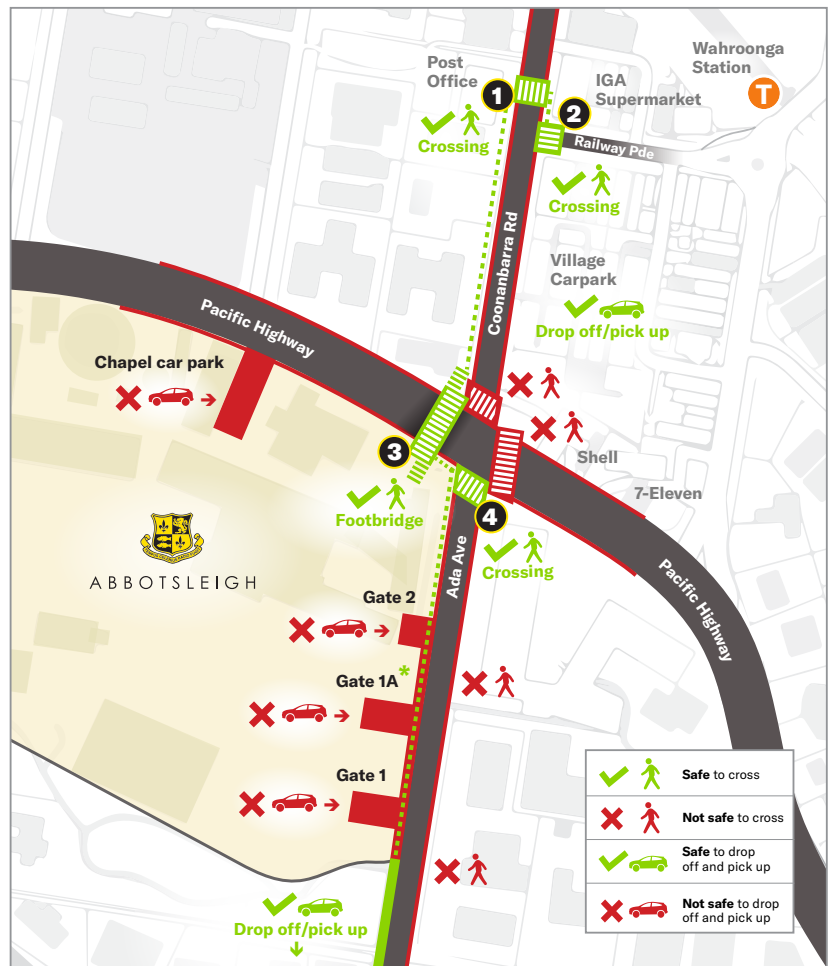 Post
Office
1
Crossing
IGA
Supermarket
2
Wahroonga
Station
T
Railway Pde
Crossing
Coonanbarra Rd
Village
Carpark
Drop off/pick up
Pacific Highway
Chapel car park
3
Footbridge
Shell
7-Eleven
4
Crossing
Ada Ave
Pacific Highway
ABBOTSLEIGH
Gate 2
Gate 1A*
Gate 1
Drop off/pick up
Safe to cross
Not safe to cross
Safe to drop
off and pick up
Not safe to drop
off and pick up